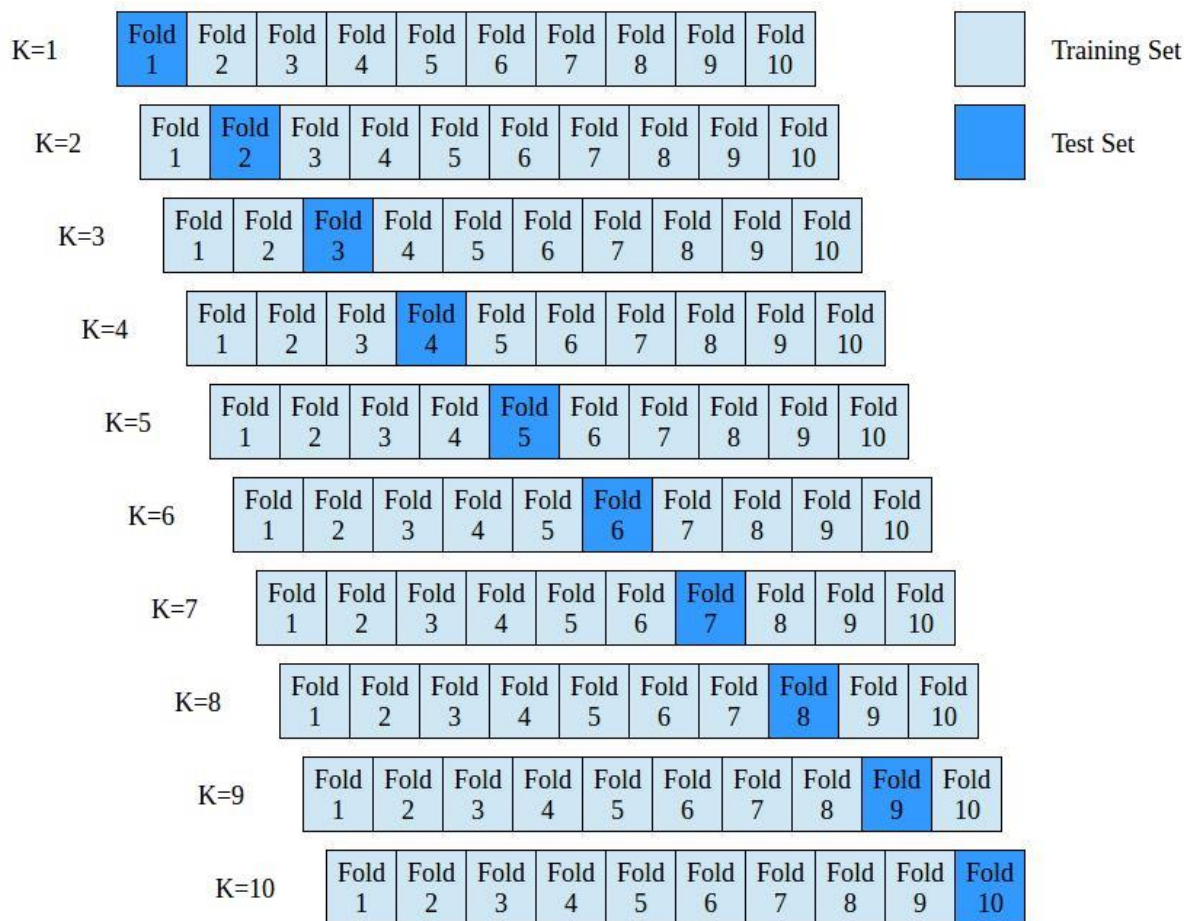 K=1 Fold 1 Fold 2 Fold 3 Fold 4 Fold 5 Fold 6 Fold 7 Fold 8 Fold 9 Fold 10 Training Set
K=2 Fold 1 Fold 2 Fold 3 Fold 4 Fold 5 Fold 6 Fold 7 Fold 8 Fold 9 Fold 10 Test Set
K=3 Fold 1 Fold 2 Fold 3 Fold 4 Fold 5 Fold 6 Fold 7 Fold 8 Fold 9 Fold 10
K=4 Fold 1 Fold 2 Fold 3 Fold 4 Fold 5 Fold 6 Fold 7 Fold 8 Fold 9 Fold 10
K=5 Fold 1 Fold 2 Fold 3 Fold 4 Fold 5 Fold 6 Fold 7 Fold 8 Fold 9 Fold 10
K=6 Fold 1 Fold 2 Fold 3 Fold 4 Fold 5 Fold 6 Fold 7 Fold 8 Fold 9 Fold 10
K=7 Fold 1 Fold 2 Fold 3 Fold 4 Fold 5 Fold 6 Fold 7 Fold 8 Fold 9 Fold 10
K=8 Fold 1 Fold 2 Fold 3 Fold 4 Fold 5 Fold 6 Fold 7 Fold 8 Fold 9 Fold 10
K=9 Fold 1 Fold 2 Fold 3 Fold 4 Fold 5 Fold 6 Fold 7 Fold 8 Fold 9 Fold 10
K=10 Fold 1 Fold 2 Fold 3 Fold 4 Fold 5 Fold 6 Fold 7 Fold 8 Fold 9 Fold 10